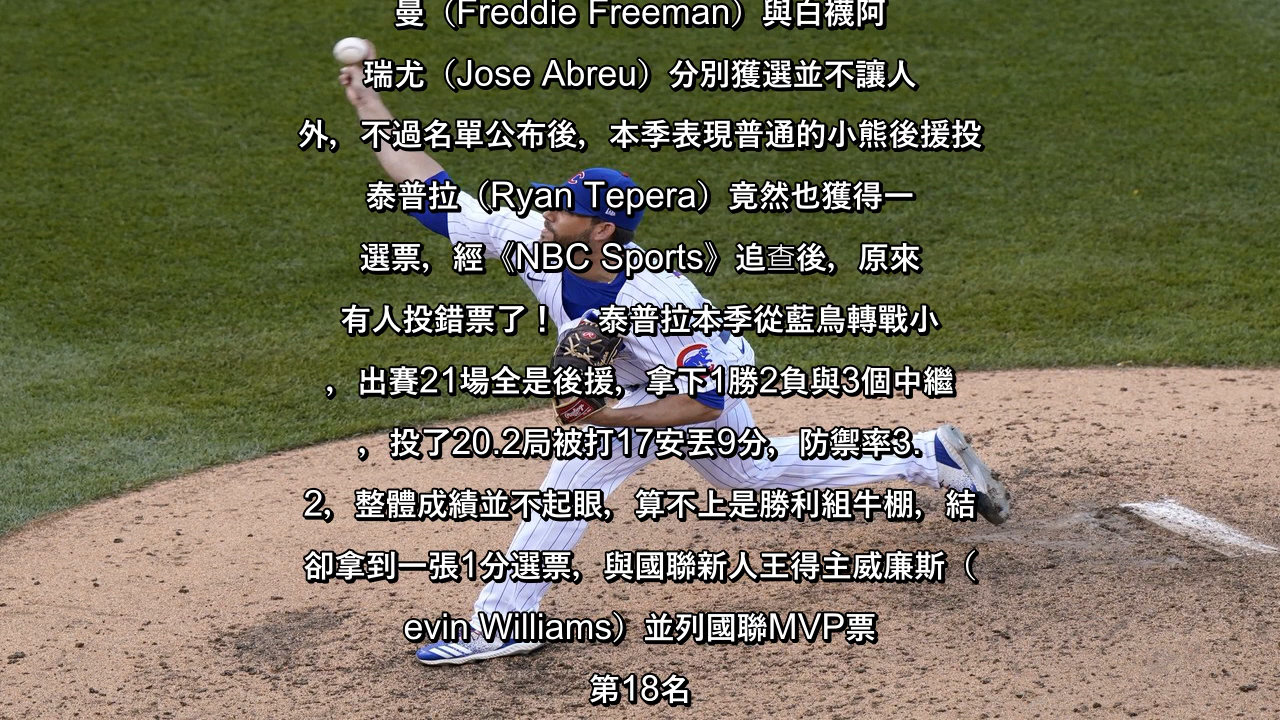 曼（Freddie Freeman）與白襪阿
瑞尤（Jose Abreu）分別獲選並不讓人
外，不過名單公布後，本季表現普通的小熊後援投
泰普拉（Ryan Tepera）竟然也獲得一
選票，經《NBC Sports》追查後，原來
有人投錯票了！　泰普拉本季從藍鳥轉戰小
，出賽21場全是後援，拿下1勝2負與3個中繼
，投了20.2局被打17安丟9分，防禦率3.
2，整體成績並不起眼，算不上是勝利組牛棚，結
卻拿到一張1分選票，與國聯新人王得主威廉斯（
evin Williams）並列國聯MVP票
第18名